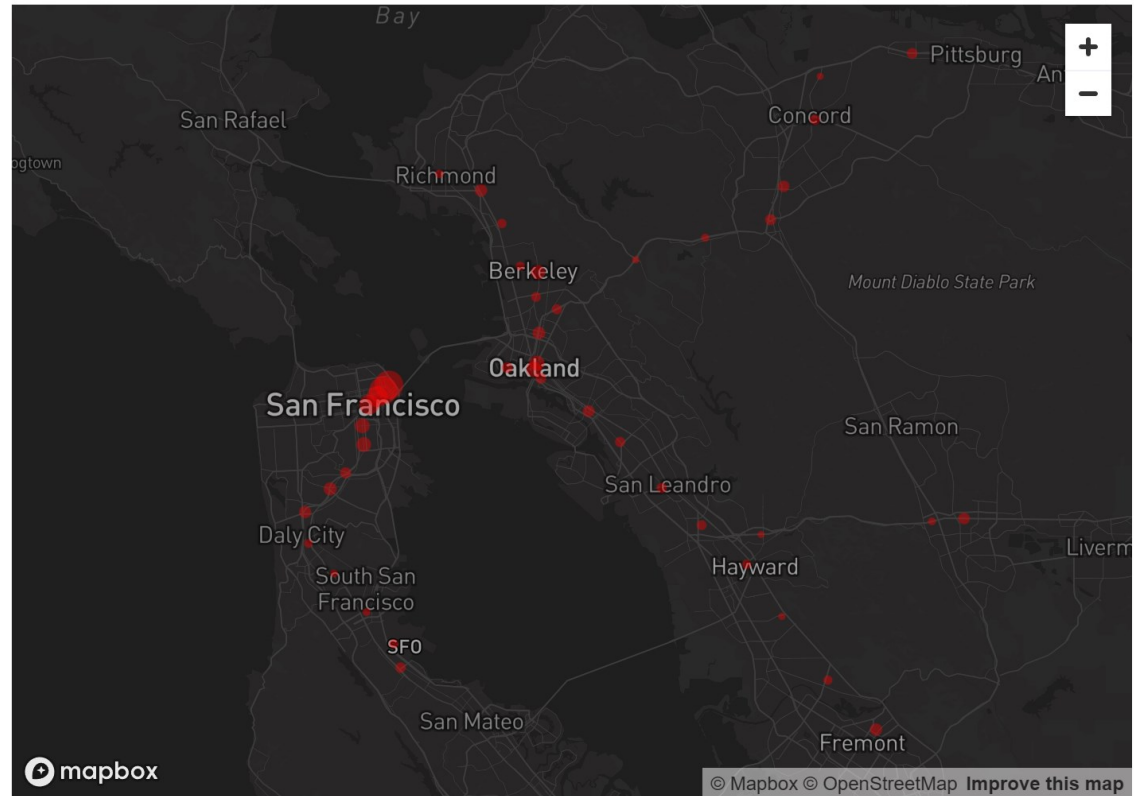 Bay
+
Pittsburg
An
−
San Rafael
Concord
ogtown
Richmond
Berkeley
Mount Diablo State Park
Oakland
San Francisco
San Ramon
San Leandro
Daly City
Liverm
Hayward
South San
Francisco
SFO
San Mateo
Fremont
mapbox
© Mapbox © OpenStreetMap Improve this map